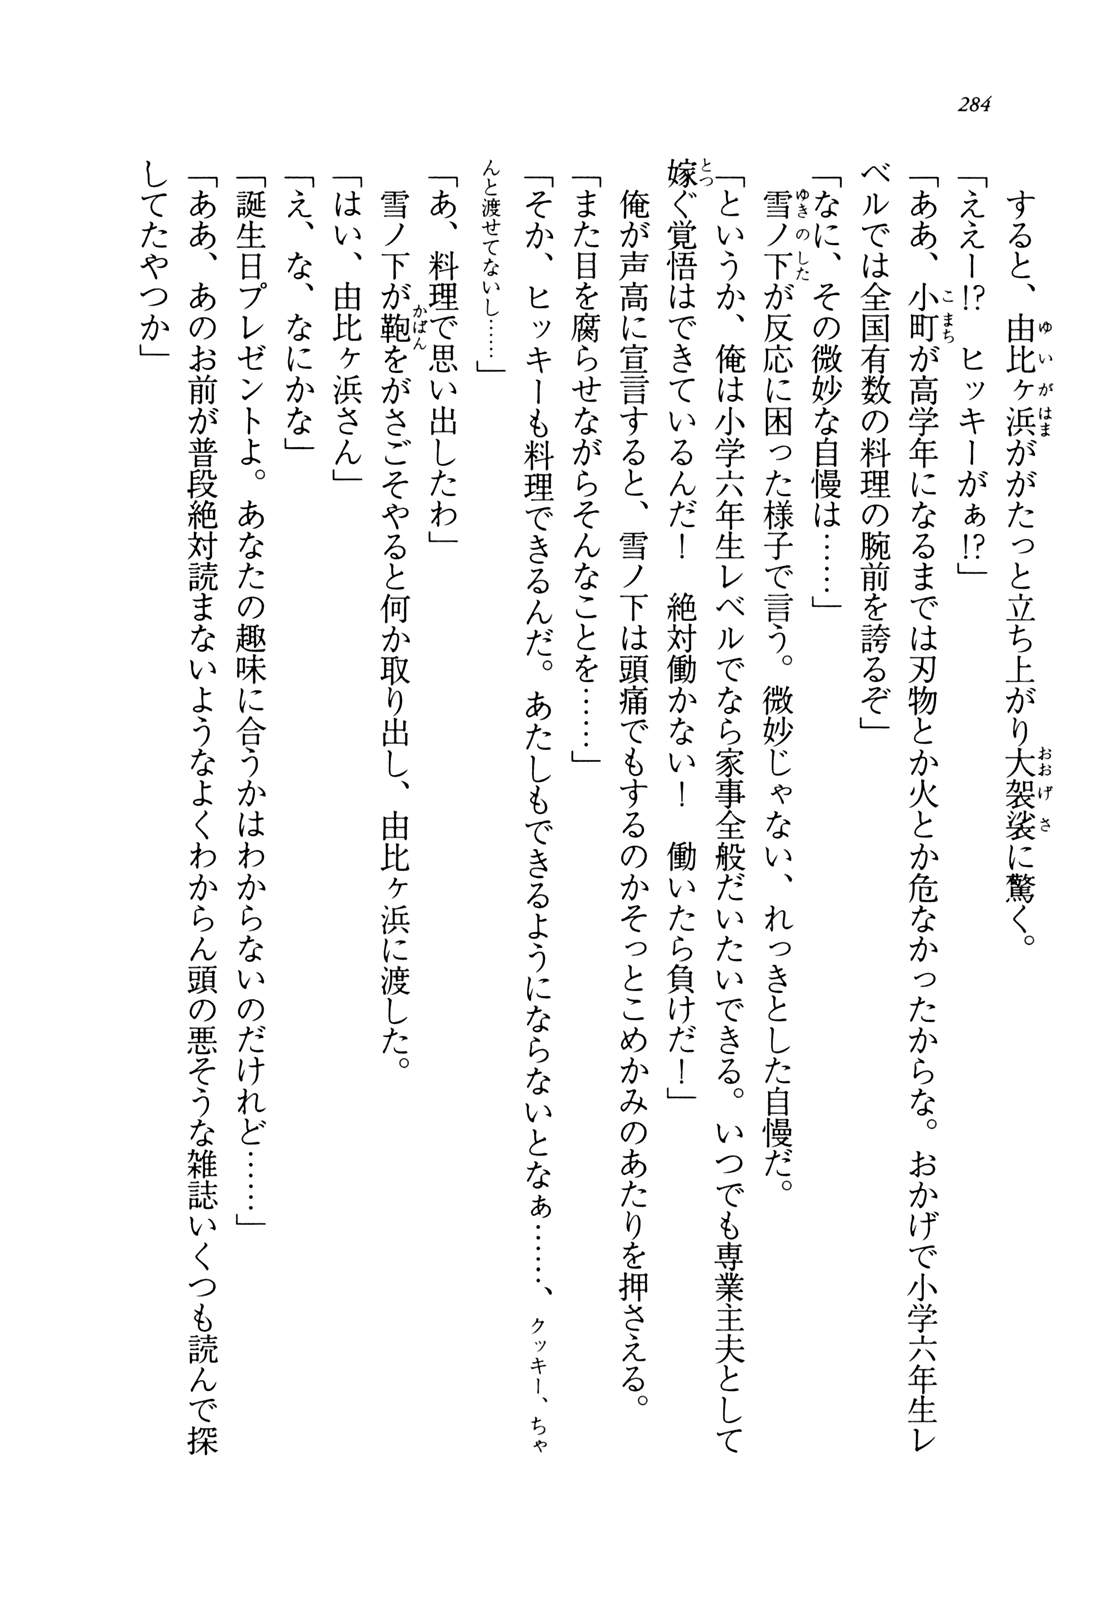 284
　すると、由比ヶ浜ががたっと立ち上がり大袈裟に驚く。
「ええー!?　ヒッキーがぁ!?」
「ああ、小町が高学年になるまでは刃物とか火とか危なかったからな。おかげで小学六年生レ
ベルでは全国有数の料理の腕前を誇るぞ」
「なに、その微妙な自慢は……」
　雪ノ下が反応に困った様子で言う。微妙じゃない、れっきとした自慢だ。
「というか、俺は小学六年生レベルでなら家事全般だいたいできる。いつでも専業主夫として
嫁ぐ覚悟はできているんだ！　絶対働かない！　働いたら負けだ！」
　俺が声高に宣言すると、雪ノ下は頭痛でもするのかそっとこめかみのあたりを押さえる。
「また目を腐らせながらそんなことを……」
「そか、ヒッキーも料理できるんだ。あたしもできるようにならないとなぁ……、クッキー、ちゃ
んと渡せてないし……」
「あ、料理で思い出したわ」
　雪ノ下が鞄をがさごそやると何か取り出し、由比ヶ浜に渡した。
「はい、由比ヶ浜さん」
「え、な、なにかな」
「誕生日プレゼントよ。あなたの趣味に合うかはわからないのだけれど……」
「ああ、あのお前が普段絶対読まないようなよくわからん頭の悪そうな雑誌いくつも読んで探
してたやつか」